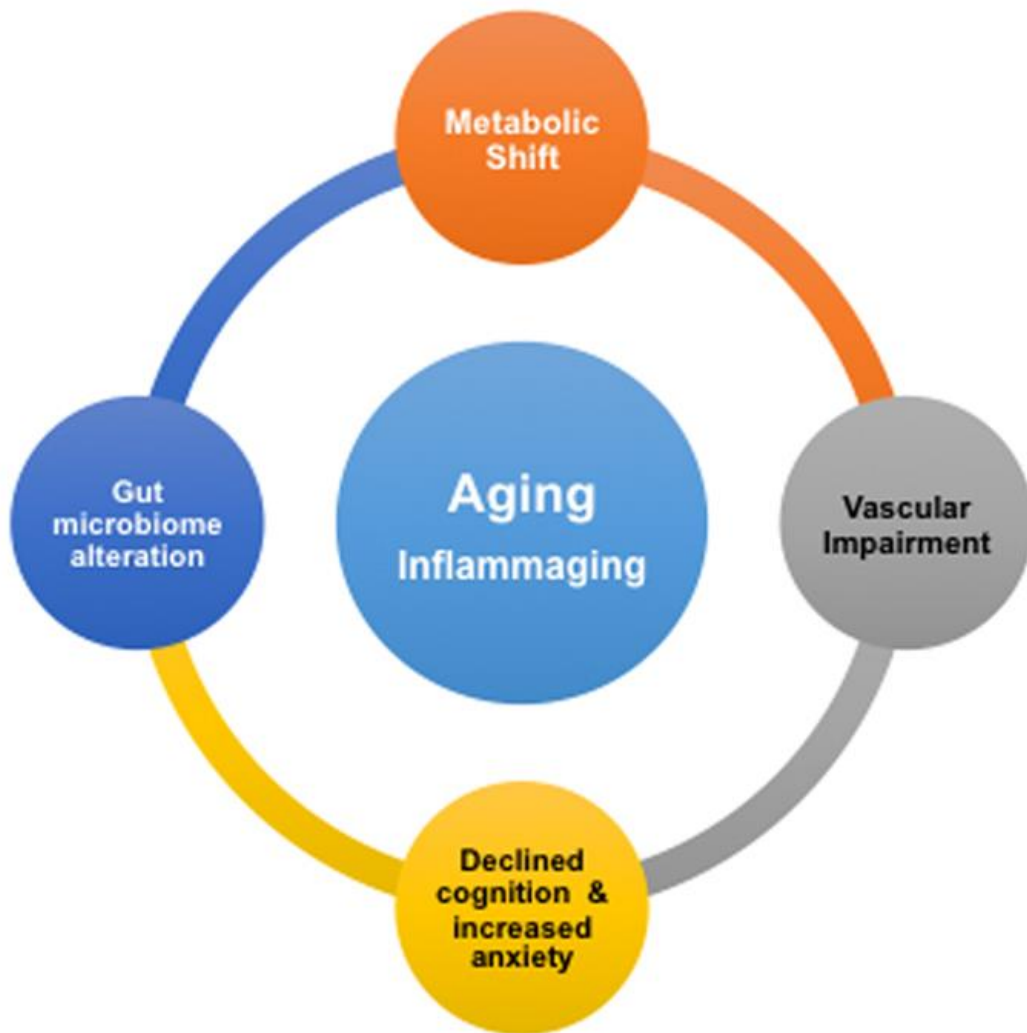 Metabolic
Shift
Gut
microbiome
alteration
Aging
Inflammaging
Vascular
Impairment
Declined
cognition &
increased
anxiety